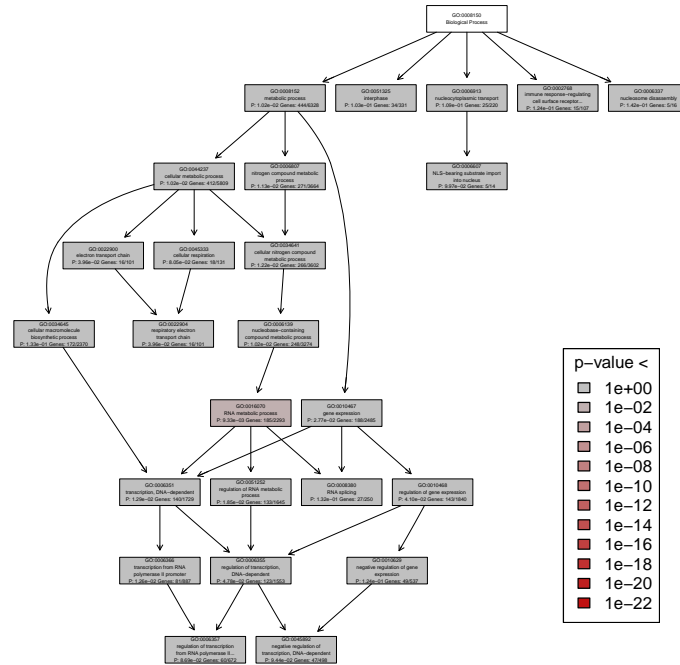 GO:0008150
Biological Process
GO:0008152
metabolic process
P: 1.02e−02 Genes: 444/6328
GO:0051325
interphase
P: 1.03e−01 Genes: 34/331
GO:0006913
nucleocytoplasmic transport
P: 1.09e−01 Genes: 25/220
GO:0002768
immune response−regulating
cell surface receptor...
P: 1.24e−01 Genes: 15/107
GO:0006337
nucleosome disassembly
P: 1.42e−01 Genes: 5/16
GO:0044237
cellular metabolic process
P: 1.02e−02 Genes: 412/5809
GO:0006807
nitrogen compound metabolic
process
P: 1.13e−02 Genes: 271/3664
GO:0006607
NLS−bearing substrate import
into nucleus
P: 9.97e−02 Genes: 5/14
GO:0022900
electron transport chain
P: 3.96e−02 Genes: 16/101
GO:0045333
cellular respiration
P: 8.05e−02 Genes: 18/131
GO:0034641
cellular nitrogen compound
metabolic process
P: 1.22e−02 Genes: 266/3602
GO:0034645
cellular macromolecule
biosynthetic process
P: 1.33e−01 Genes: 172/2370
GO:0022904
respiratory electron
transport chain
P: 3.96e−02 Genes: 16/101
GO:0006139
nucleobase−containing
compound metabolic process
P: 1.02e−02 Genes: 248/3274
GO:0016070
RNA metabolic process
P: 9.33e−03 Genes: 185/2293
GO:0010467
gene expression
P: 2.77e−02 Genes: 188/2485
GO:0006351
transcription, DNA−dependent
P: 1.29e−02 Genes: 140/1729
GO:0051252
regulation of RNA metabolic
process
P: 1.85e−02 Genes: 133/1645
GO:0008380
RNA splicing
P: 1.32e−01 Genes: 27/250
GO:0010468
regulation of gene expression
P: 4.10e−02 Genes: 143/1840
GO:0006366
transcription from RNA
polymerase II promoter
P: 1.26e−02 Genes: 81/887
GO:0006355
regulation of transcription,
DNA−dependent
P: 4.78e−02 Genes: 123/1553
GO:0010629
negative regulation of gene
expression
P: 1.24e−01 Genes: 49/537
GO:0006357
regulation of transcription
from RNA polymerase II...
P: 8.69e−02 Genes: 60/672
GO:0045892
negative regulation of
transcription, DNA−dependent
P: 9.44e−02 Genes: 47/498
p−value <
1e+00
1e−02
1e−04
1e−06
1e−08
1e−10
1e−12
1e−14
1e−16
1e−18
1e−20
1e−22